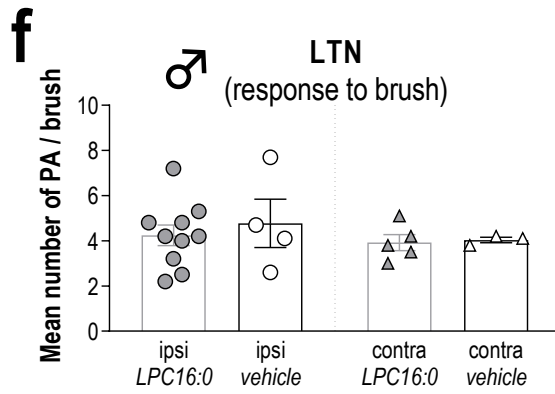 f
♂
LTN
(response to brush)
Mean number of PA / brush
10
8
6
4
2
0
ipsi
LPC16:0
ipsi
vehicle
contra
LPC16:0
contra
vehicle